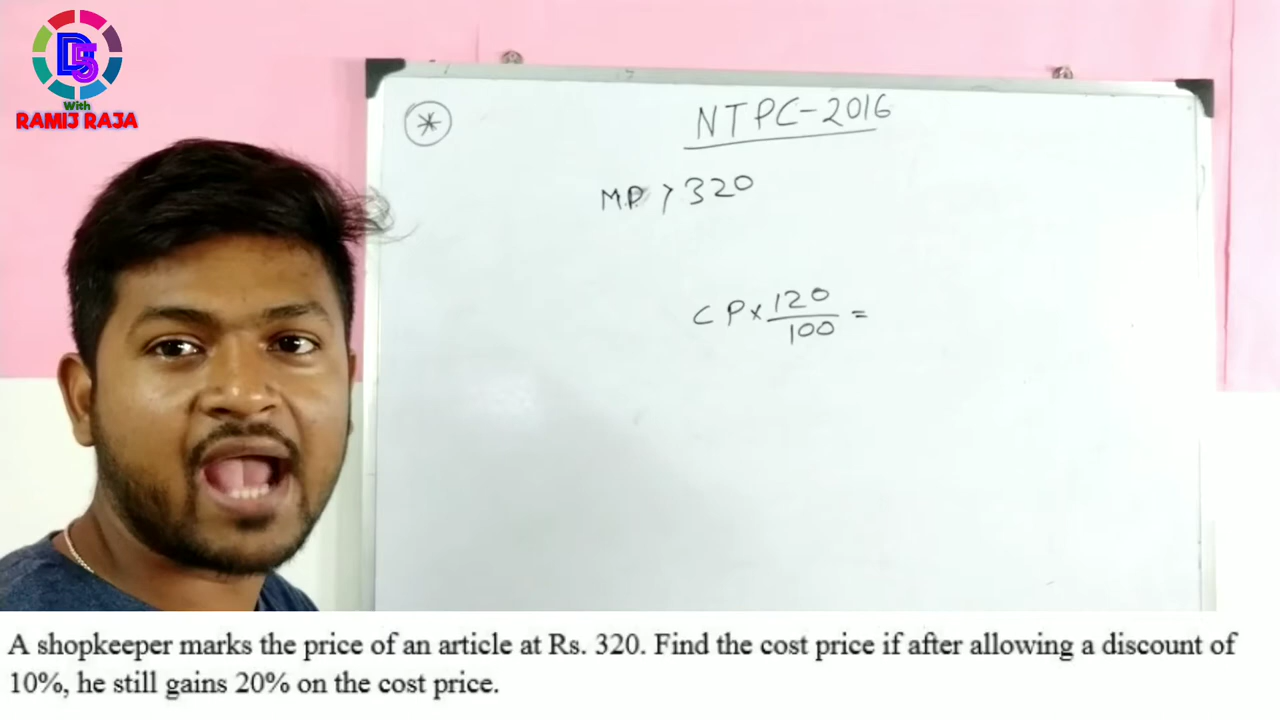 D5
With
RAMIJ RAJA
*
NTPC-2016
M.P > 320
CP × 120/100 =
A shopkeeper marks the price of an article at Rs. 320. Find the cost price if after allowing a discount of
10%, he still gains 20% on the cost price.